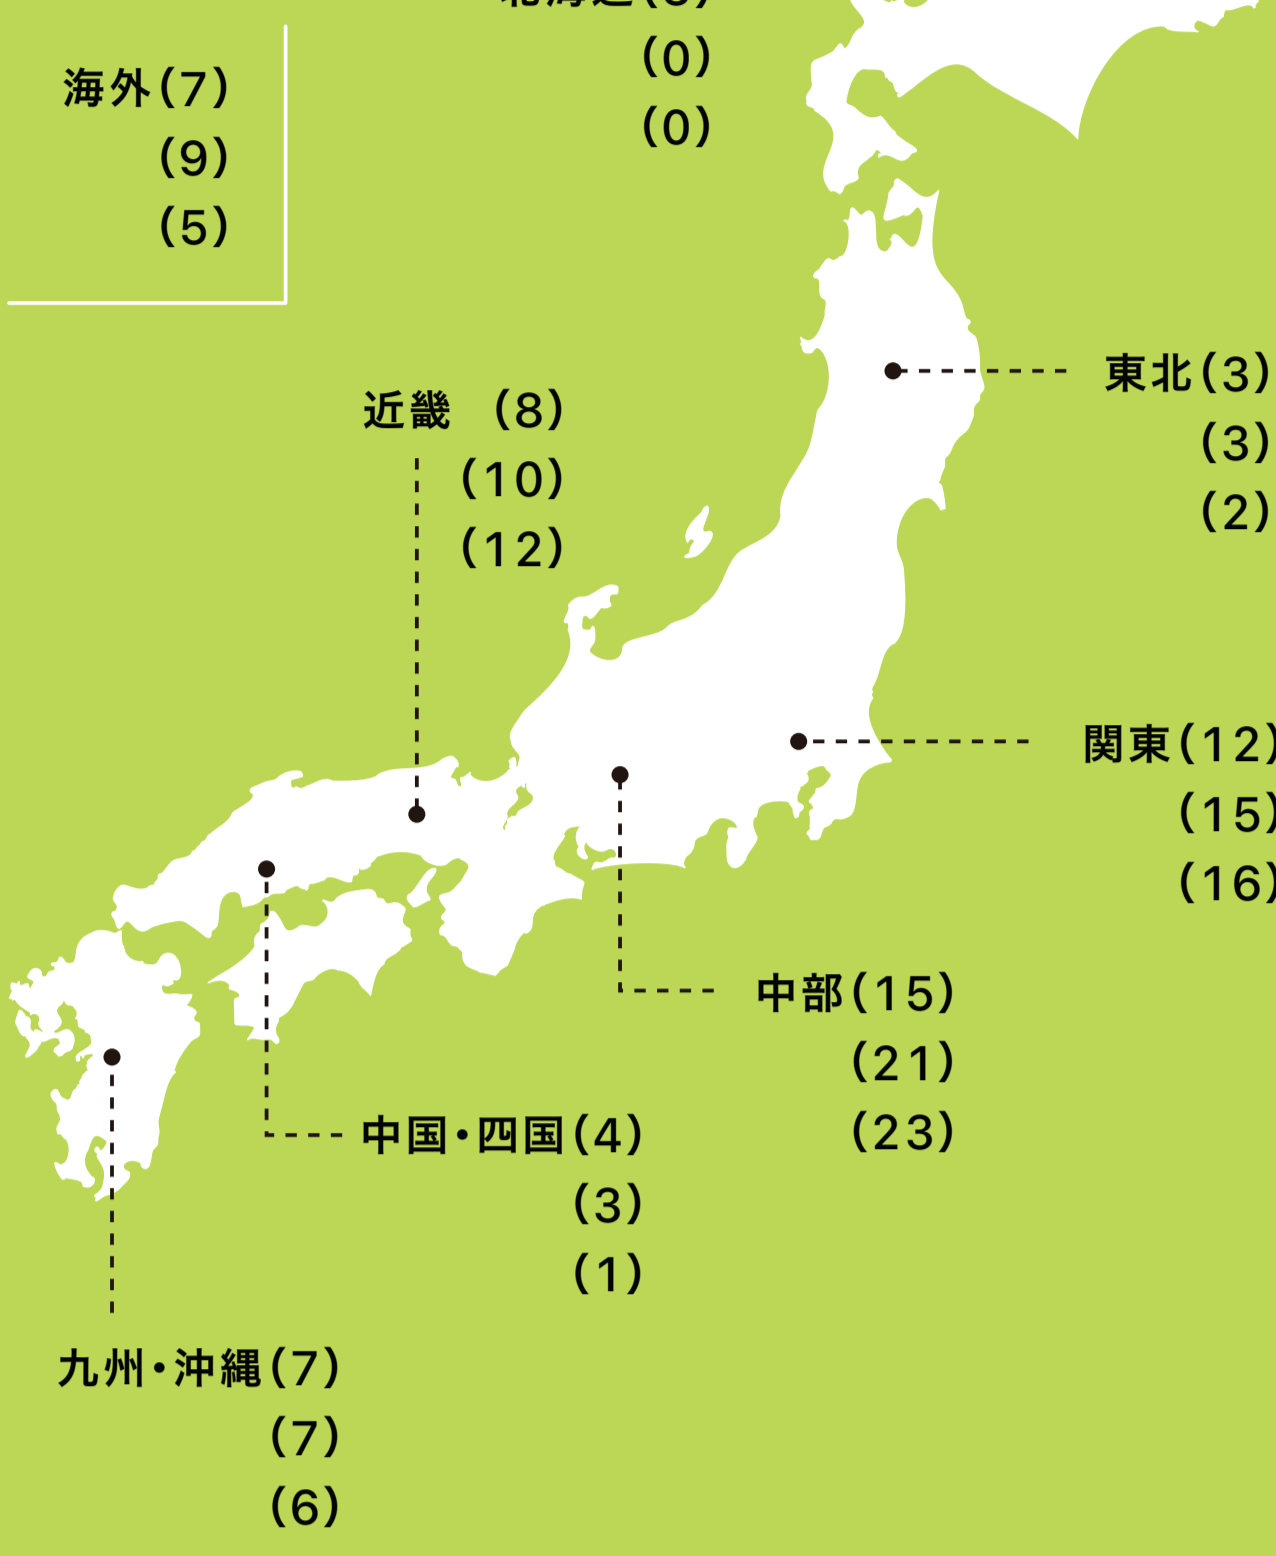 (0)
(0)
海外(7)
(9)
(5)
東北(3)
(3)
(2)
近畿 (8)
(10)
(12)
関東(12)
(15)
(16)
中部(15)
(21)
(23)
中国・四国(4)
(3)
(1)
九州・沖縄(7)
(7)
(6)